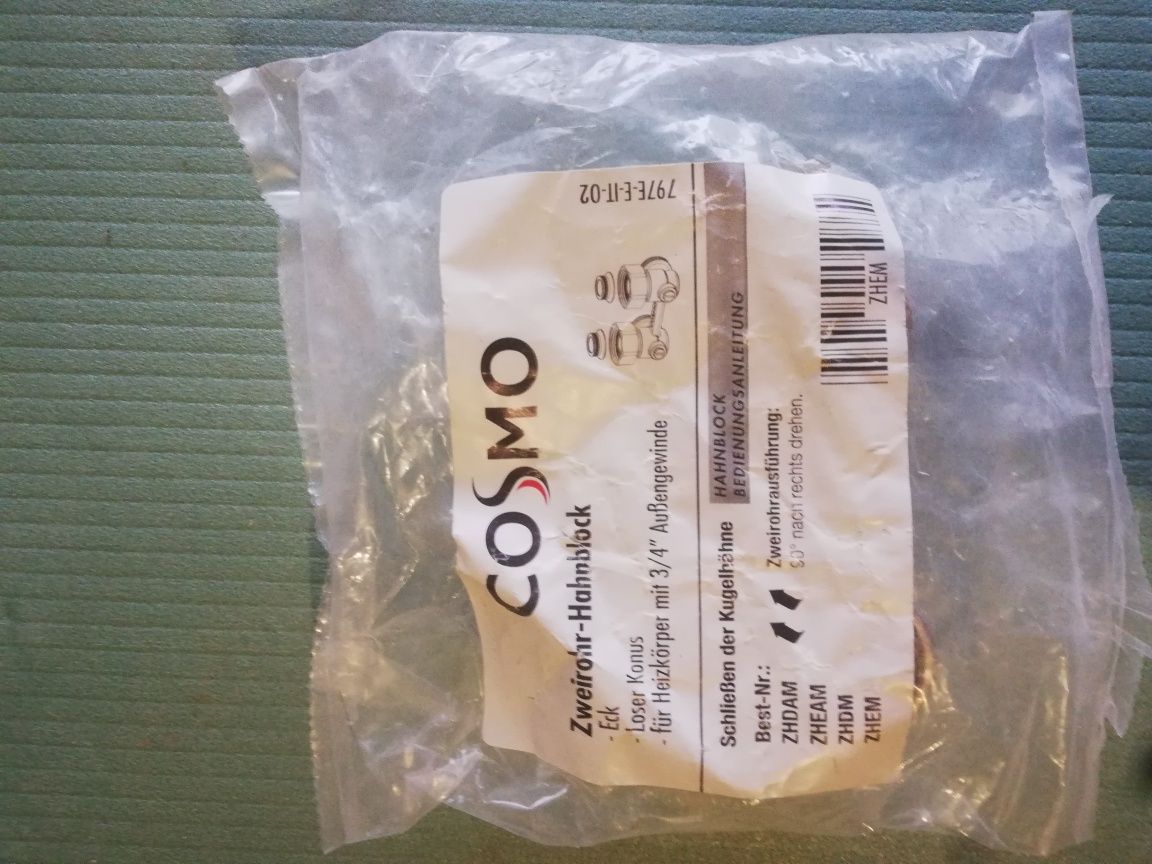 COSMO
Zweirohr-Hahnblock
- Eck
- Loser Konus
- für Heizkörper mit 3/4" Außengewinde
797E-E-IT-02
HAHNBLOCK
BEDIENUNGSANLEITUNG
Schließen der Kugelhähne
Best-Nr.:
ZHDAM
ZHEAM
ZHDM
ZHEM
Zweirohrausführung:
90° nach rechts drehen.
ZHEM